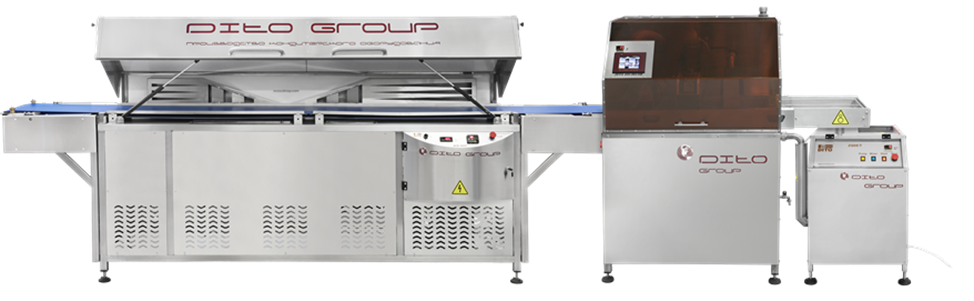 DITO GROUP
ПРОИЗВОДСТВО КОНДИТЕРСКОГО ОБОРУДОВАНИЯ
DITO GROUP
DITO
GROUP
DITO
GROUP